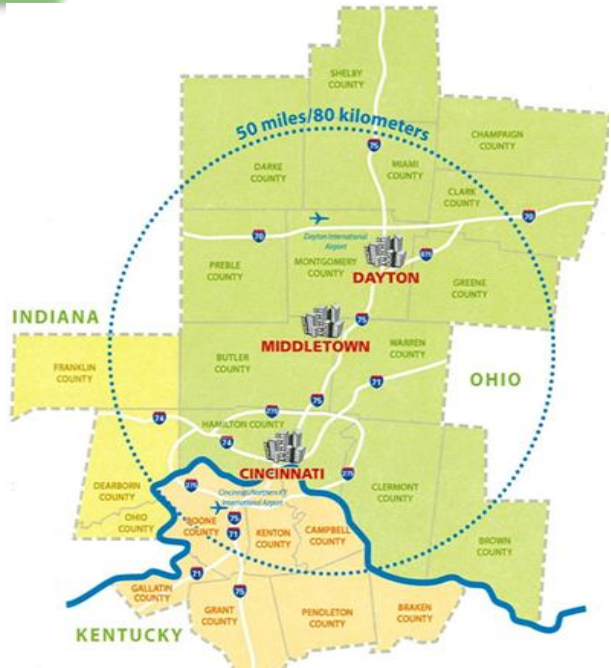 SHELBY
COUNTY
50 miles/80 kilometers
75
CHAMPAIGN
COUNTY
DARKE
COUNTY
MIAMI
COUNTY
CLARK
COUNTY
70
70
Dayton International
Airport
675
PREBLE
COUNTY
MONTGOMERY
COUNTY
DAYTON
GREENE
COUNTY
INDIANA
75
MIDDLETOWN
BUTLER
COUNTY
WARREN
COUNTY
FRANKLIN
COUNTY
71
OHIO
75
275
74
HAMILTON COUNTY
74
CINCINNATI
275
DEARBORN
COUNTY
275
CLERMONT
COUNTY
Cincinnati/Northern KY
International Airport
OHIO
COUNTY
BOONE
COUNTY
75
71
KENTON
COUNTY
CAMPBELL
COUNTY
BROWN
COUNTY
71
GALLATIN
COUNTY
75
GRANT
COUNTY
PENDLETON
COUNTY
BRAKEN
COUNTY
KENTUCKY